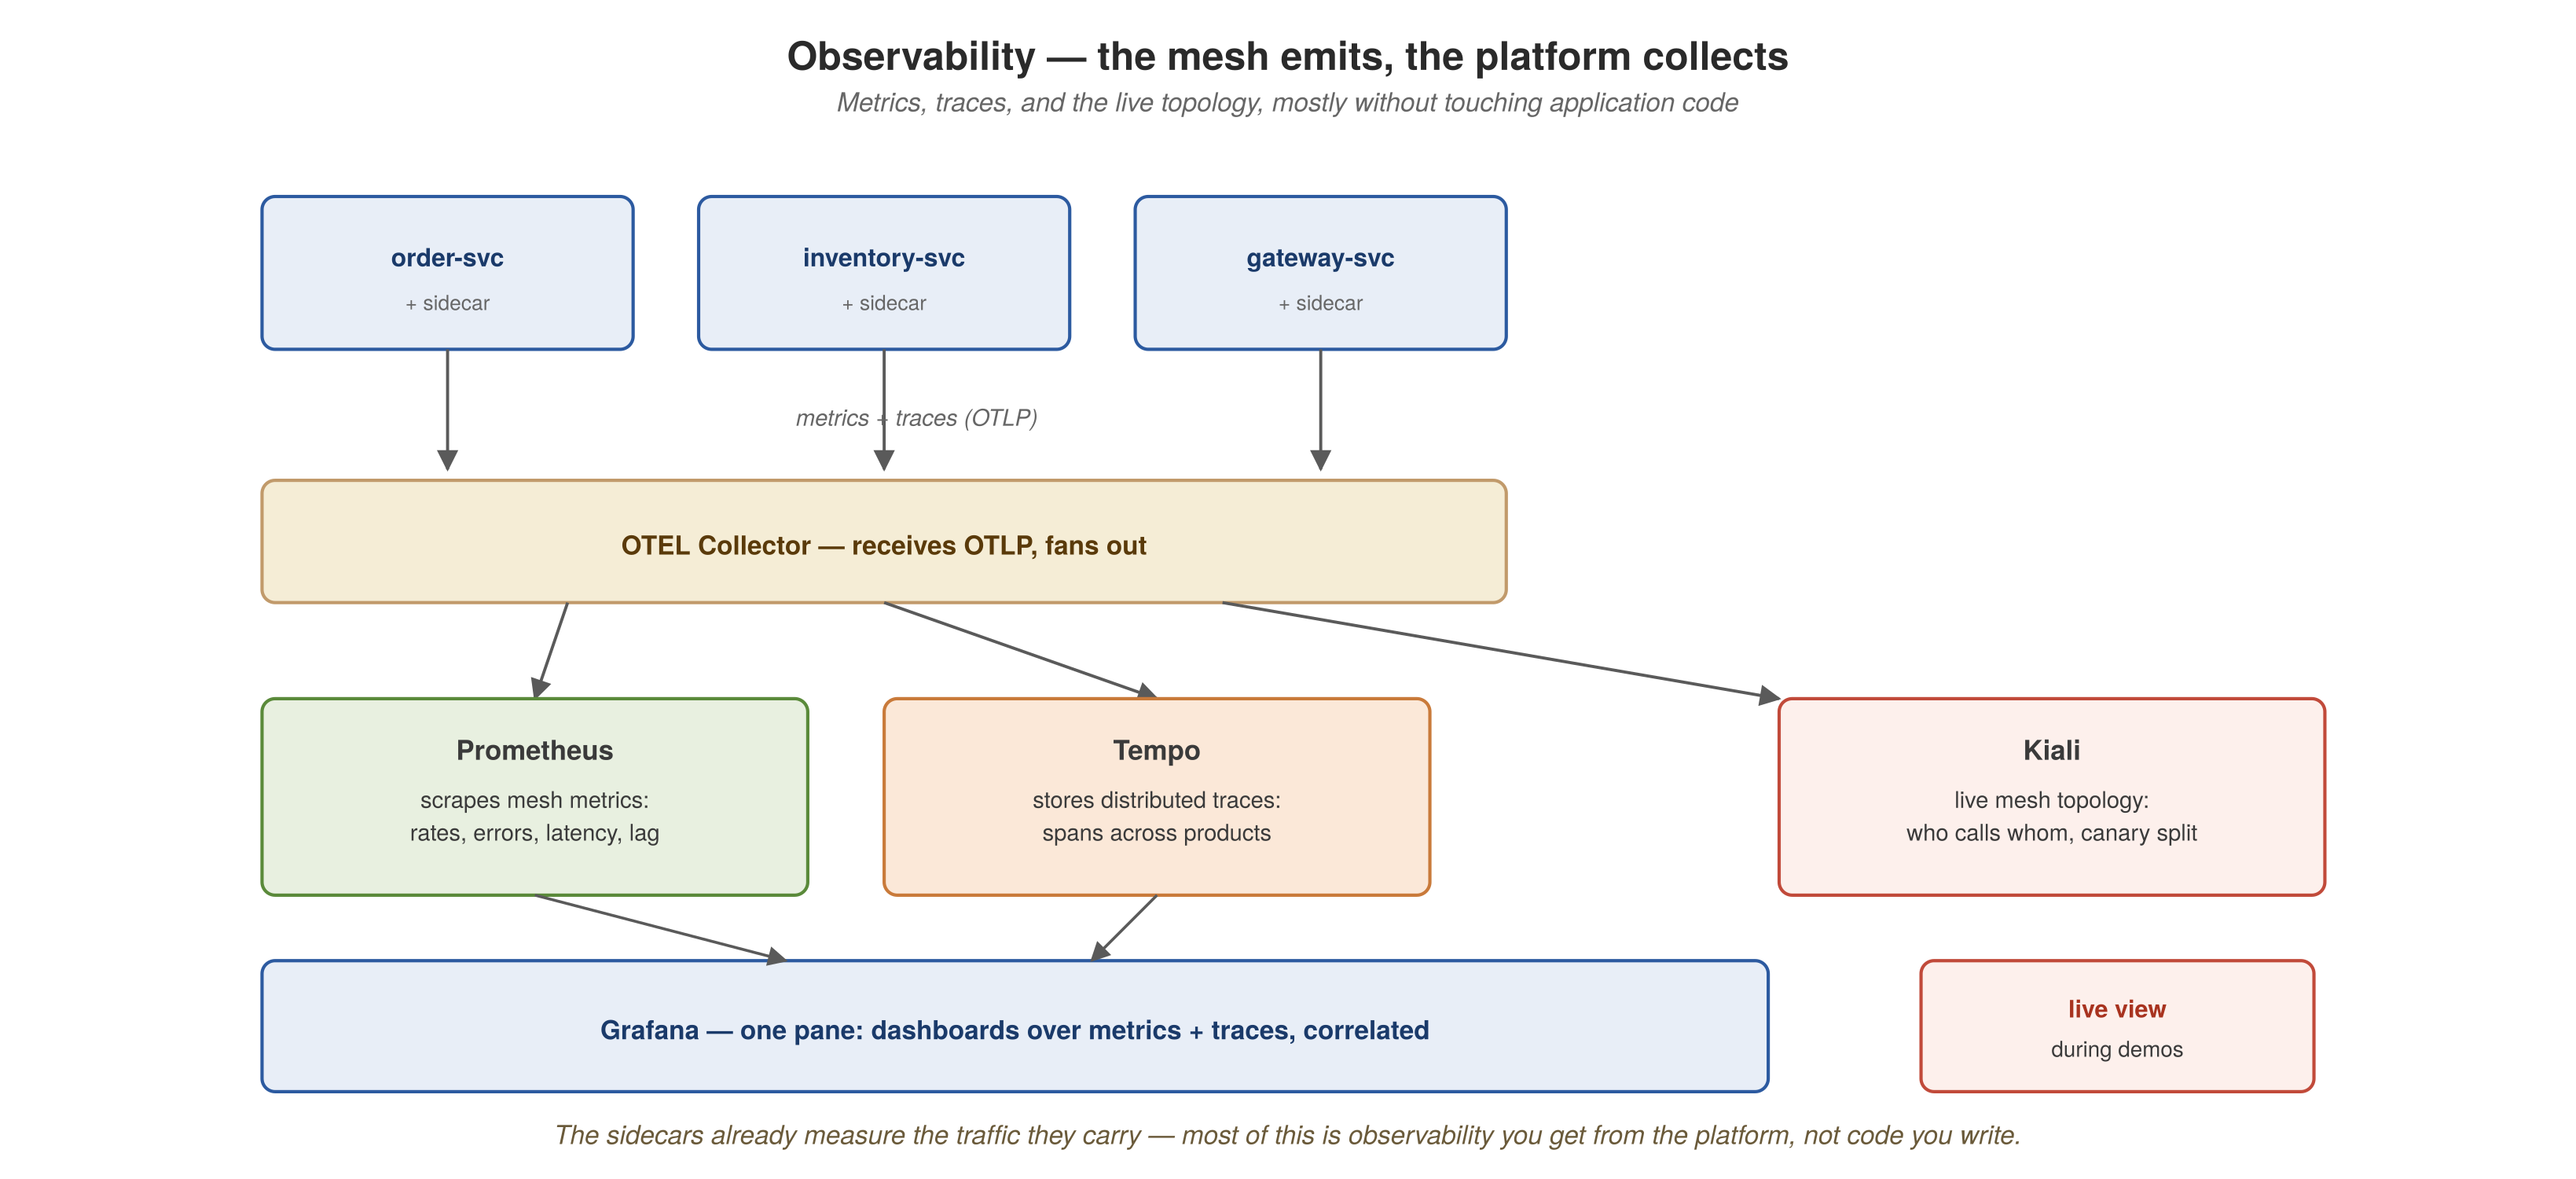 Observability — the mesh emits, the platform collects
Metrics, traces, and the live topology, mostly without touching application code
order-svc
+ sidecar
inventory-svc
+ sidecar
gateway-svc
+ sidecar
metrics + traces (OTLP)
OTEL Collector — receives OTLP, fans out
Prometheus
scrapes mesh metrics:
rates, errors, latency, lag
Tempo
stores distributed traces:
spans across products
Kiali
live mesh topology:
who calls whom, canary split
Grafana — one pane: dashboards over metrics + traces, correlated
live view
during demos
The sidecars already measure the traffic they carry — most of this is observability you get from the platform, not code you write.